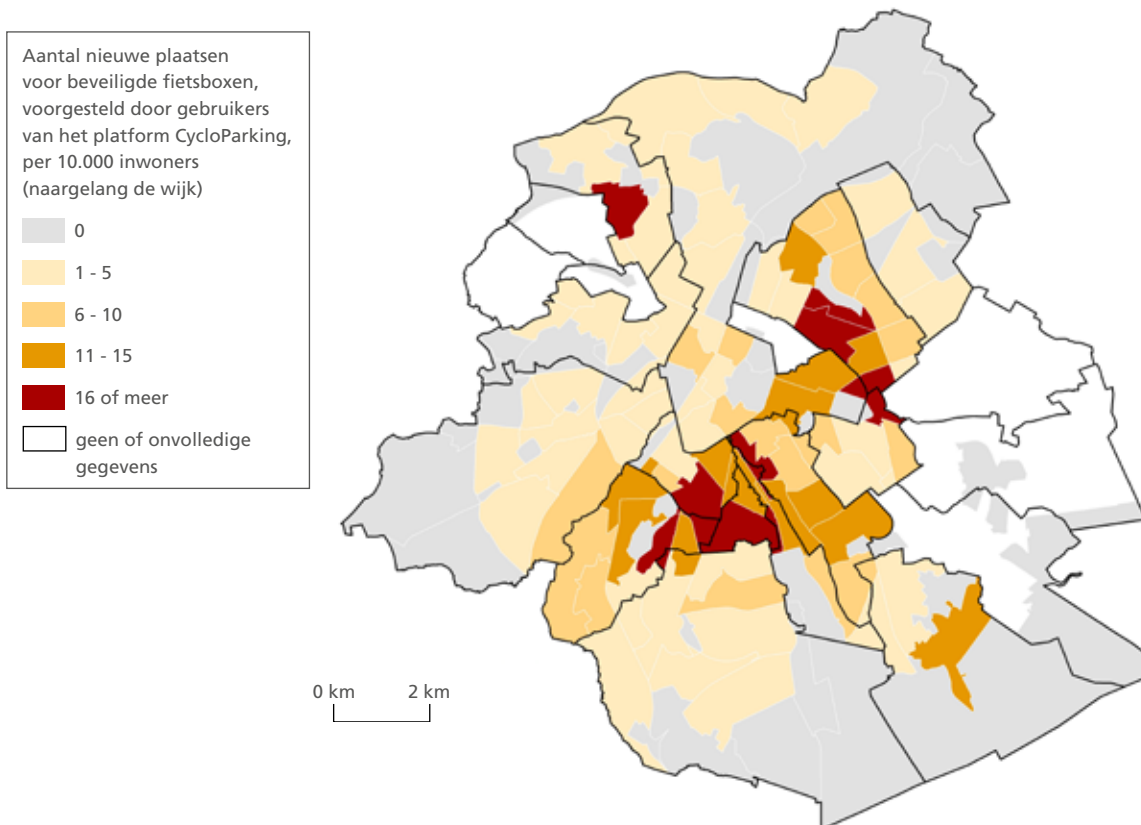 Aantal nieuwe plaatsen
voor beveiligde fietsboxen,
voorgesteld door gebruikers
van het platform CycloParking,
per 10.000 inwoners
(naargelang de wijk)
0
1 - 5
6 - 10
11 - 15
16 of meer
geen of onvolledige
gegevens
0 km 2 km